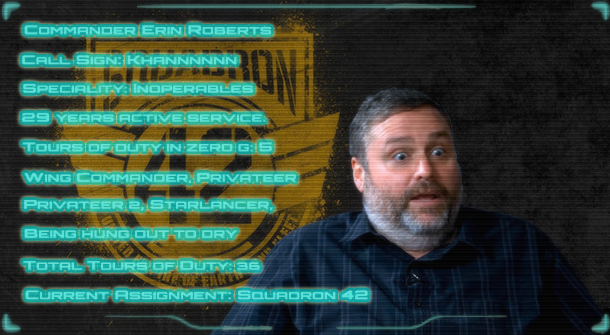 Commander Erin Roberts
Call Sign: Khannnnnn
Speciality: Inoperables
29 years active service.
Tours of duty in zero g: 5
Wing Commander, Privateer
Privateer 2, Starlancer,
Being hung out to dry
Total Tours of Duty: 36
Current Assignment: Squadron 42
SQUADRON
42